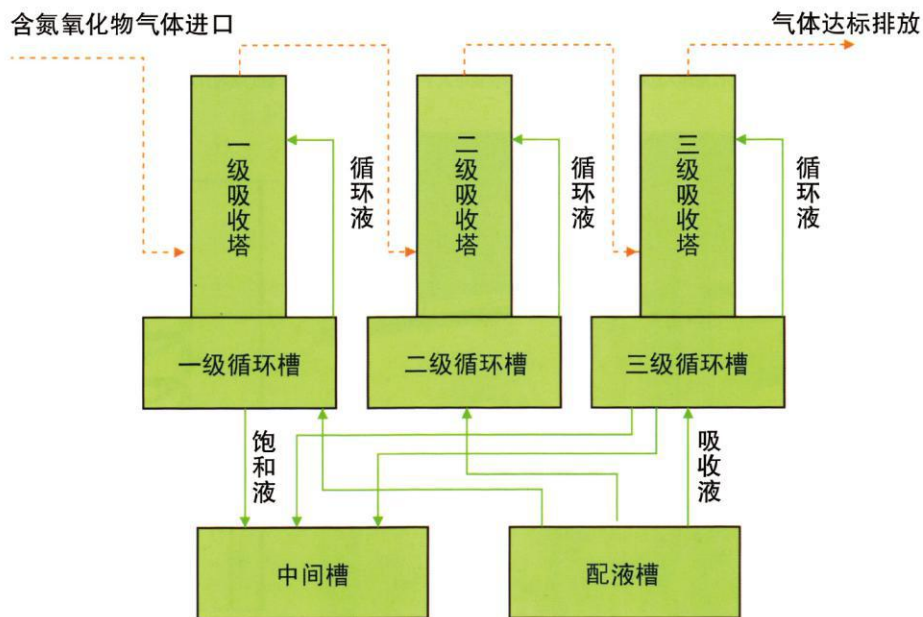 含氮氧化物气体进口
气体达标排放
一级吸收塔
循环液
二级吸收塔
循环液
三级吸收塔
循环液
一级循环槽
二级循环槽
三级循环槽
饱和液
吸收液
中间槽
配液槽